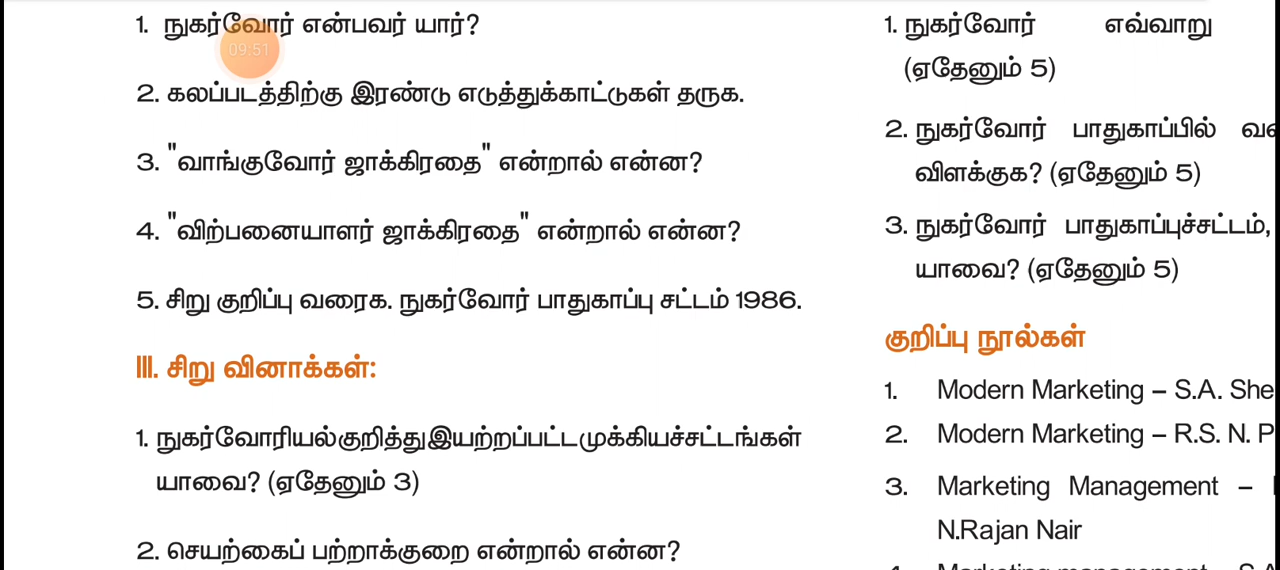 1. நுகர்வோர் என்பவர் யார்?
09:51
2. கலப்படத்திற்கு இரண்டு எடுத்துக்காட்டுகள் தருக.
3. "வாங்குவோர் ஜாக்கிரதை" என்றால் என்ன?
4. "விற்பனையாளர் ஜாக்கிரதை" என்றால் என்ன?
5. சிறு குறிப்பு வரைக. நுகர்வோர் பாதுகாப்பு சட்டம் 1986.
III. சிறு வினாக்கள்:
1. நுகர்வோரியல்குறித்துஇயற்றப்பட்டமுக்கியச்சட்டங்கள்
யாவை? (ஏதேனும் 3)
2. செயற்கைப் பற்றாக்குறை என்றால் என்ன?
1. நுகர்வோர் எவ்வாறு
(ஏதேனும் 5)
2. நுகர்வோர் பாதுகாப்பில்
விளக்குக? (ஏதேனும் 5)
3. நுகர்வோர் பாதுகாப்புச்சட்டம்,
யாவை? (ஏதேனும் 5)
குறிப்பு நூல்கள்
1. Modern Marketing – S.A.
2. Modern Marketing – R.S. N.
3. Marketing Management –
N.Rajan Nair
4. Marketing management –